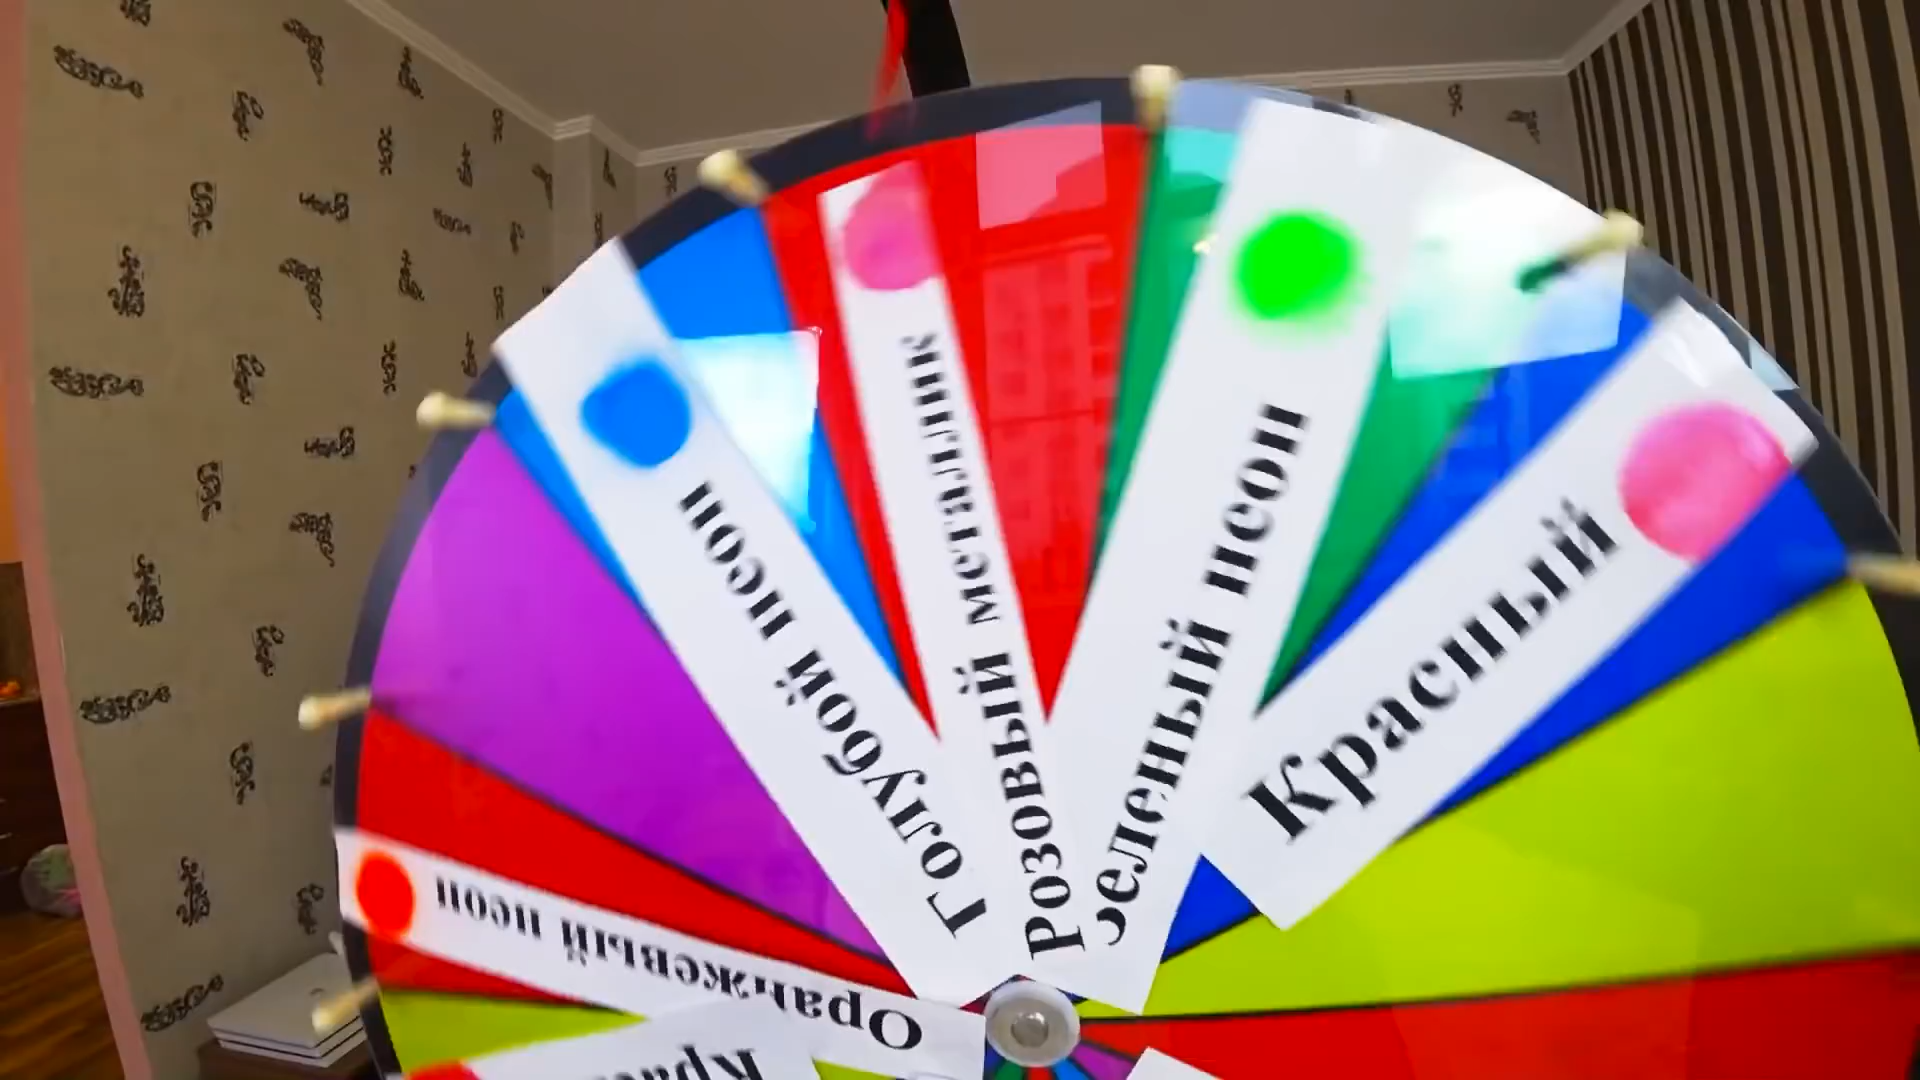 Оранжевый неон
Голубой неон
Розовый металлик
Зеленый неон
Красный